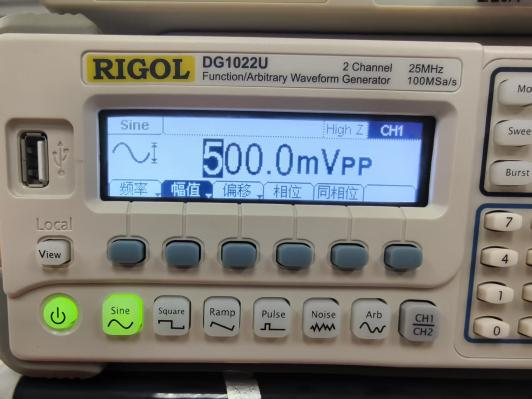 RIGOL DG1022U 2 Channel 25MHz
Function/Arbitrary Waveform Generator 100MSa/s
Sine High Z CH1
500.0mVPP
频率 幅值 偏移 相位 同相位
Local
View
Sine Square Ramp Pulse Noise Arb CH1
CH2
Burst
7
4
1
0